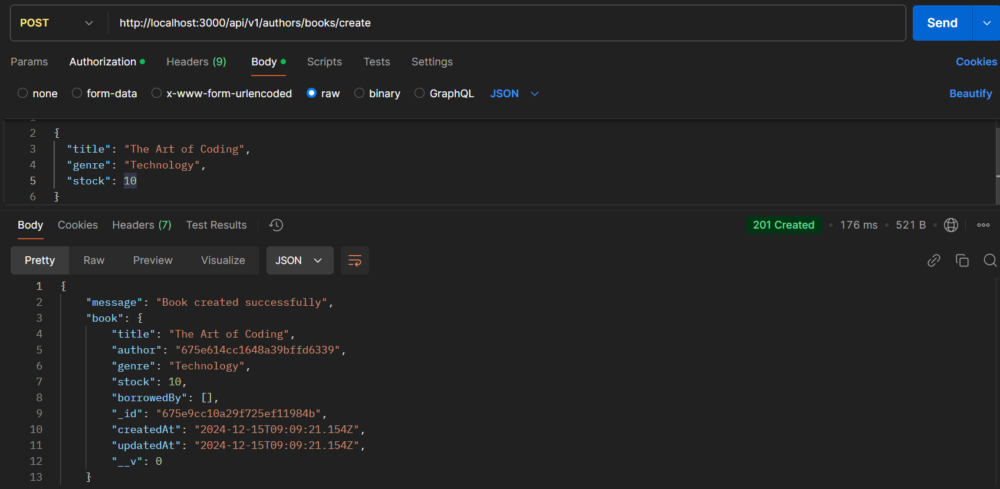 POST http://localhost:3000/api/v1/authors/books/create Send
Params Authorization Headers (9) Body Scripts Tests Settings Cookies
none form-data x-www-form-urlencoded raw binary GraphQL JSON Beautify
1
2 {
3 "title": "The Art of Coding",
4 "genre": "Technology",
5 "stock": 10
6 }
Body Cookies Headers (7) Test Results 201 Created 176 ms 521 B
Pretty Raw Preview Visualize JSON
1 {
2 "message": "Book created successfully",
3 "book": {
4 "title": "The Art of Coding",
5 "author": "675e614cc1648a39bffd6339",
6 "genre": "Technology",
7 "stock": 10,
8 "borrowedBy": [],
9 "_id": "675e9cc10a29f725ef11984b",
10 "createdAt": "2024-12-15T09:09:21.154Z",
11 "updatedAt": "2024-12-15T09:09:21.154Z",
12 "__v": 0
13 }